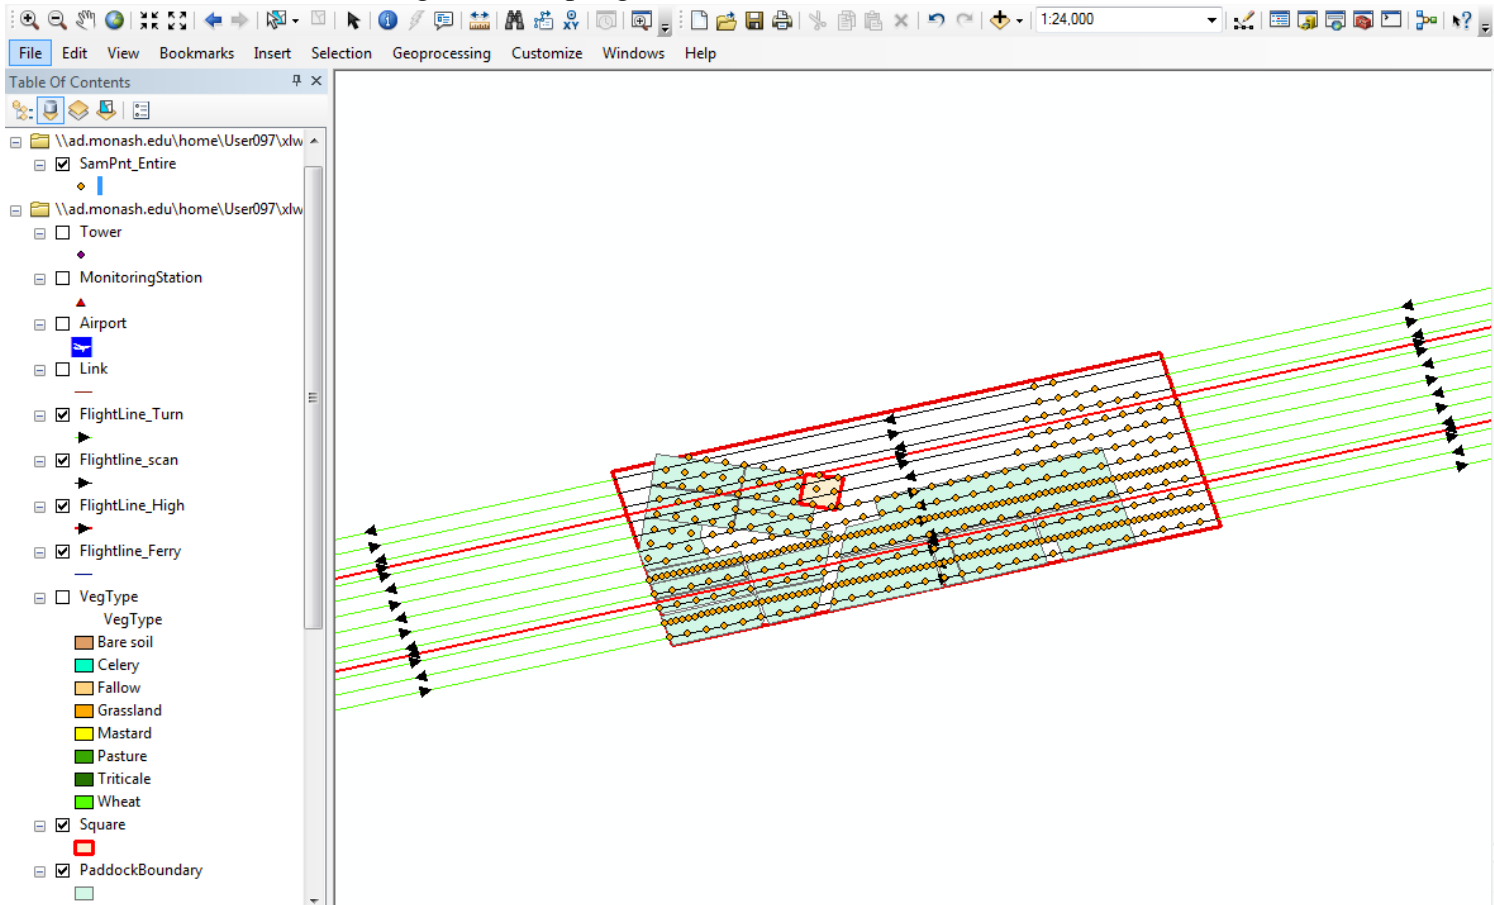 1:24,000
File Edit View Bookmarks Insert Selection Geoprocessing Customize Windows Help
Table Of Contents
\\ad.monash.edu\home\User097\xlw
SamPnt_Entire
\\ad.monash.edu\home\User097\xlw
Tower
MonitoringStation
Airport
Link
FlightLine_Turn
Flightline_scan
FlightLine_High
Flightline_Ferry
VegType
VegType
Bare soil
Celery
Fallow
Grassland
Mastard
Pasture
Triticale
Wheat
Square
PaddockBoundary